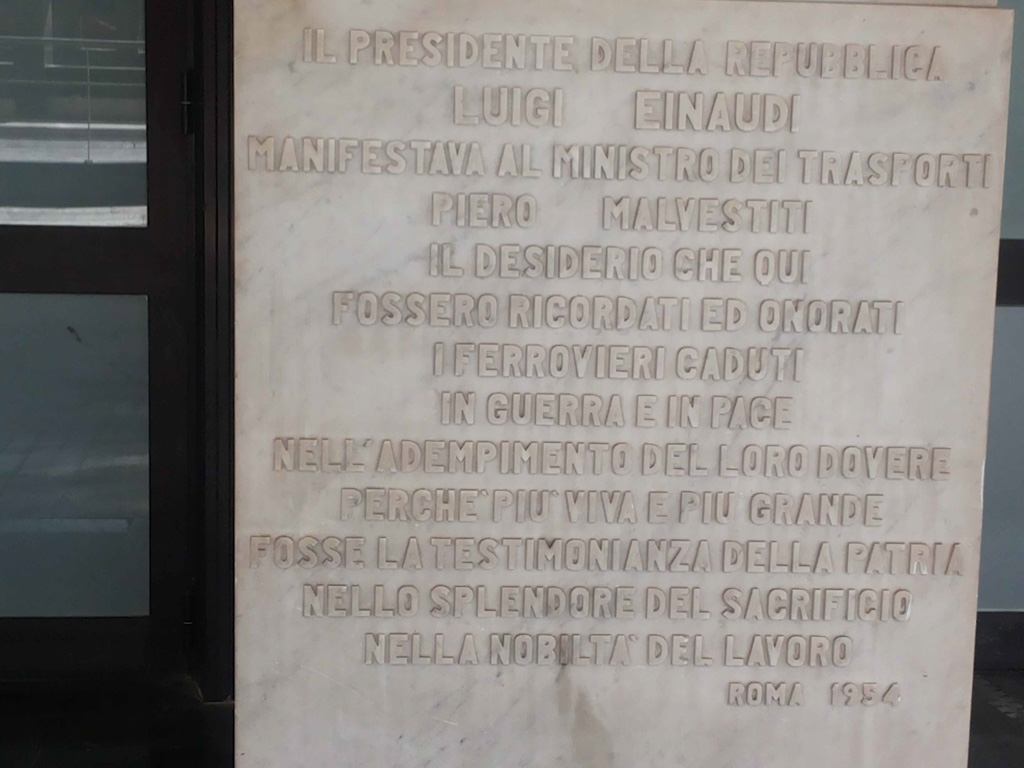 IL PRESIDENTE DELLA REPUBBLICA
LUIGI EINAUDI
MANIFESTAVA AL MINISTRO DEI TRASPORTI
PIERO MALVESTITI
IL DESIDERIO CHE QUI
FOSSERO RICORDATI ED ONORATI
I FERROVIERI CADUTI
IN GUERRA E IN PACE
NELL'ADEMPIMENTO DEL LORO DOVERE
PERCHE' PIU' VIVA E PIU' GRANDE
FOSSE LA TESTIMONIANZA DELLA PATRIA
NELLO SPLENDORE DEL SACRIFICIO
NELLA NOBILTA' DEL LAVORO
ROMA 1954